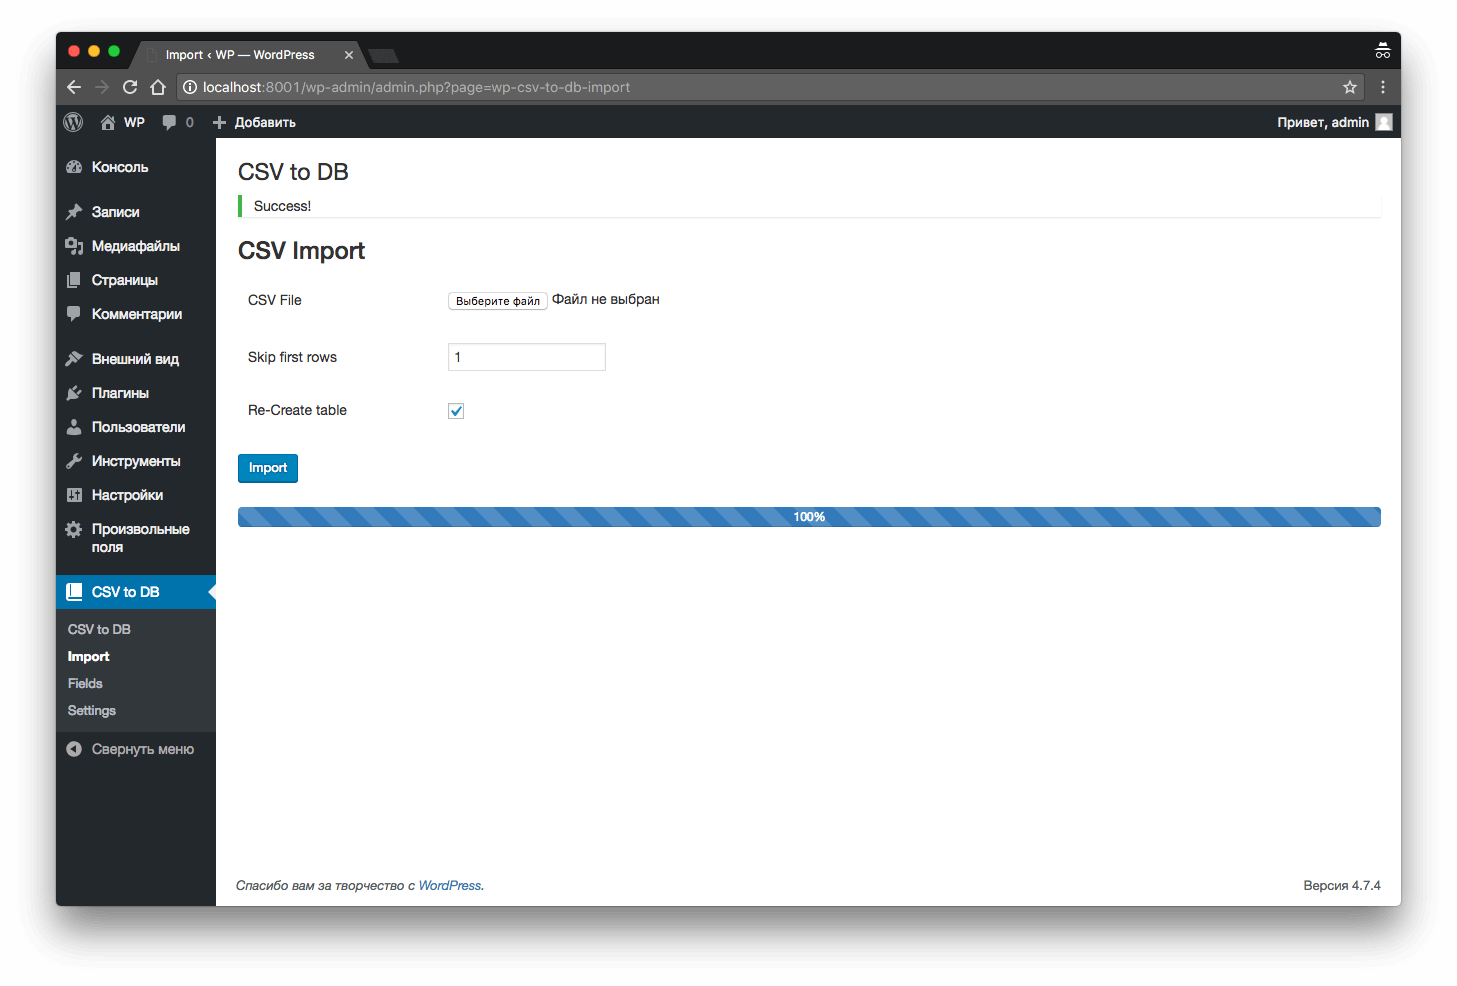 Import ‹ WP — WordPress
localhost:8001/wp-admin/admin.php?page=wp-csv-to-db-import
WP 0 Добавить Привет, admin
Консоль
Записи
Медиафайлы
Страницы
Комментарии
Внешний вид
Плагины
Пользователи
Инструменты
Настройки
Произвольные
поля
CSV to DB
CSV to DB
Import
Fields
Settings
Свернуть меню
CSV to DB
Success!
CSV Import
CSV File Выберите файл Файл не выбран
Skip first rows 1
Re-Create table
Import
100%
Спасибо вам за творчество с WordPress. Версия 4.7.4